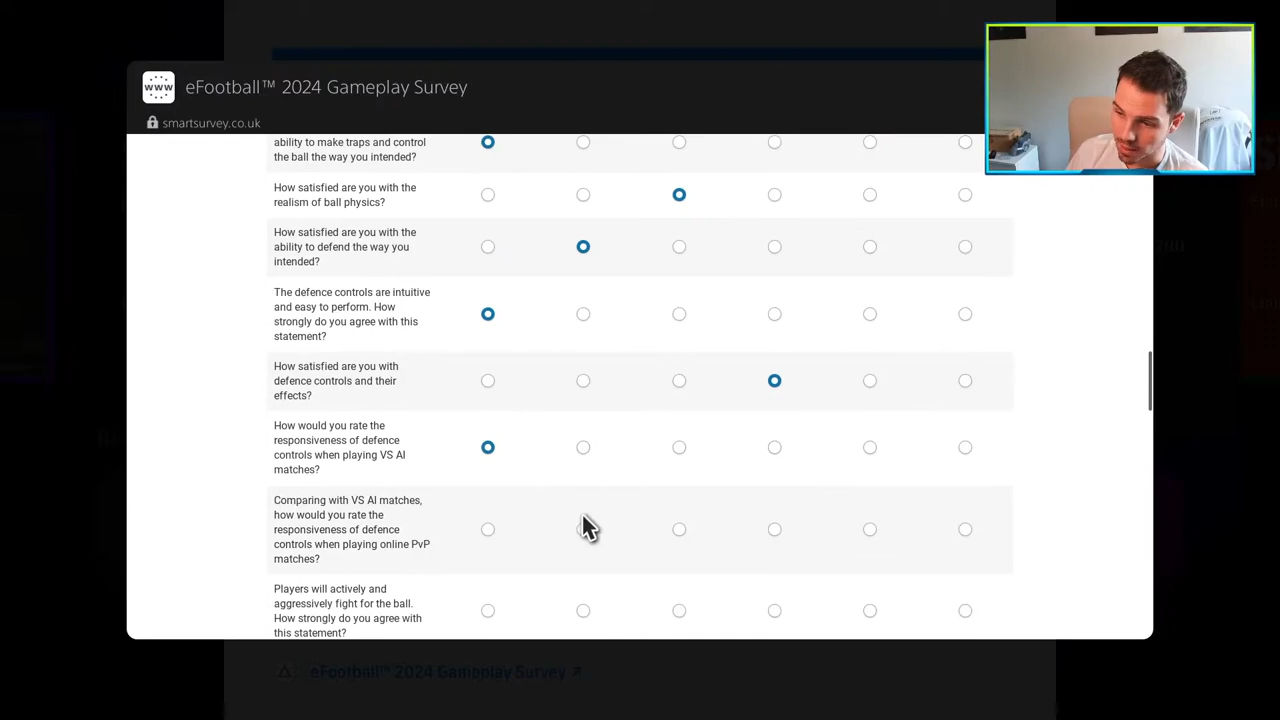 www
eFootball™ 2024 Gameplay Survey
smartsurvey.co.uk
ability to make traps and control
the ball the way you intended?
How satisfied are you with the
realism of ball physics?
How satisfied are you with the
ability to defend the way you
intended?
The defence controls are intuitive
and easy to perform. How
strongly do you agree with this
statement?
How satisfied are you with
defence controls and their
effects?
How would you rate the
responsiveness of defence
controls when playing VS AI
matches?
Comparing with VS AI matches,
how would you rate the
responsiveness of defence
controls when playing online PvP
matches?
Players will actively and
aggressively fight for the ball.
How strongly do you agree with
this statement?
eFootball™ 2024 Gameplay Survey